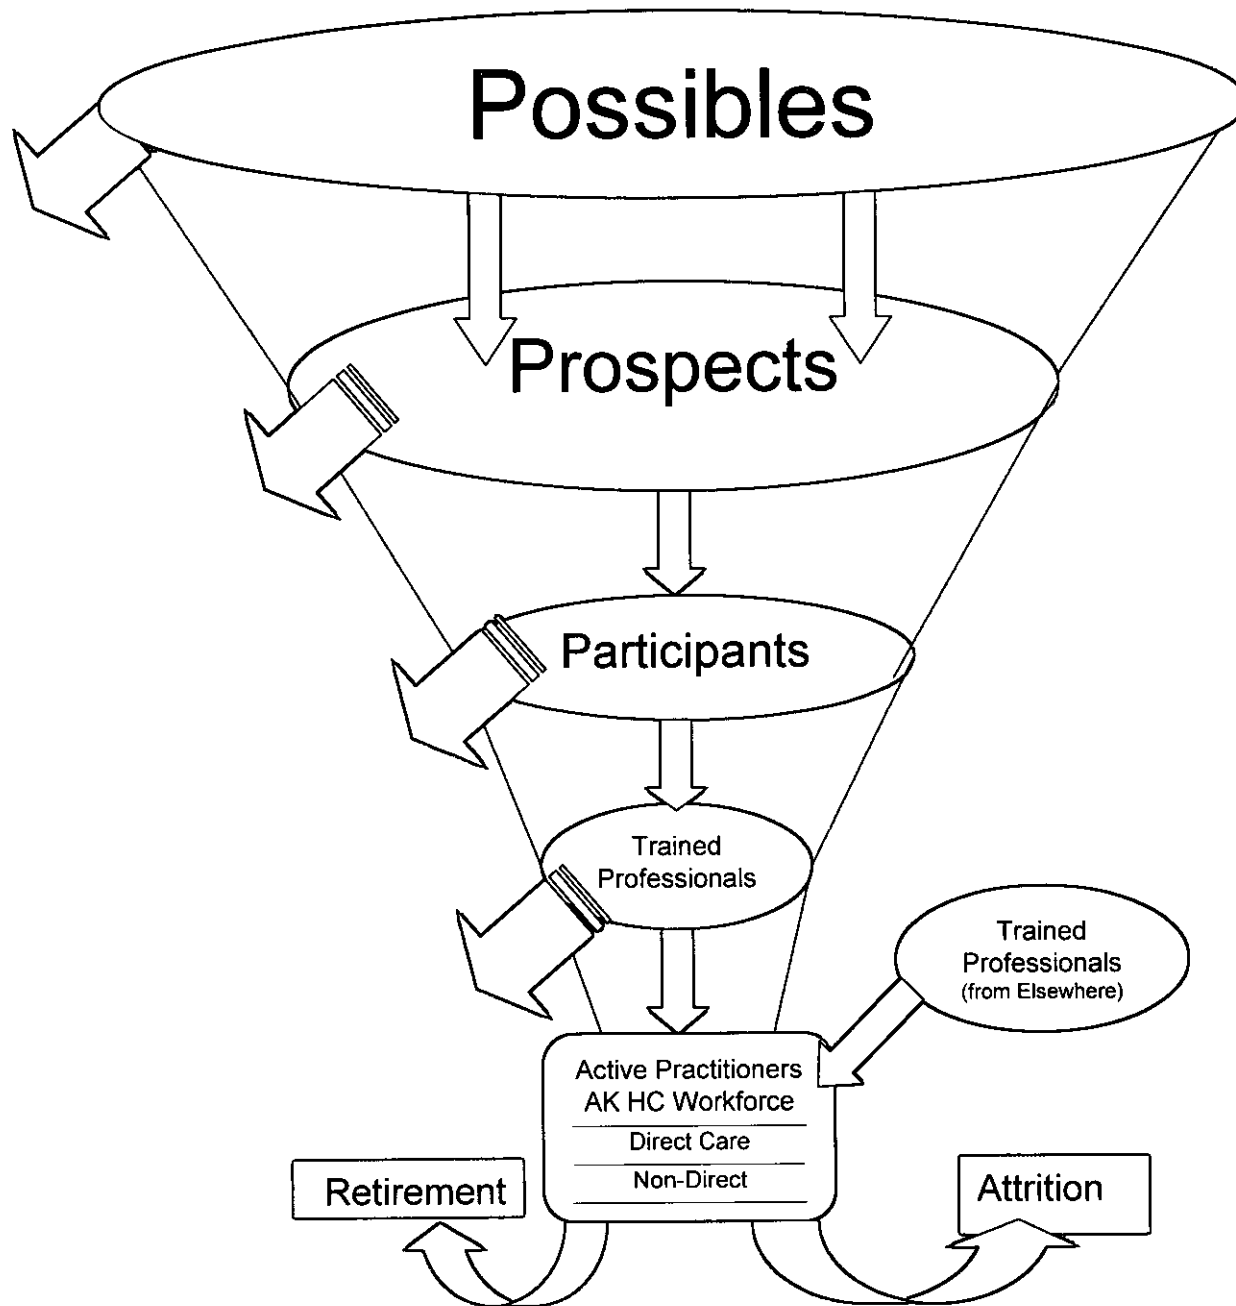 Possibles
Prospects
Participants
Trained
Professionals
Trained
Professionals
(from Elsewhere)
Active Practitioners
AK HC Workforce
Direct Care
Non-Direct
Retirement
Attrition